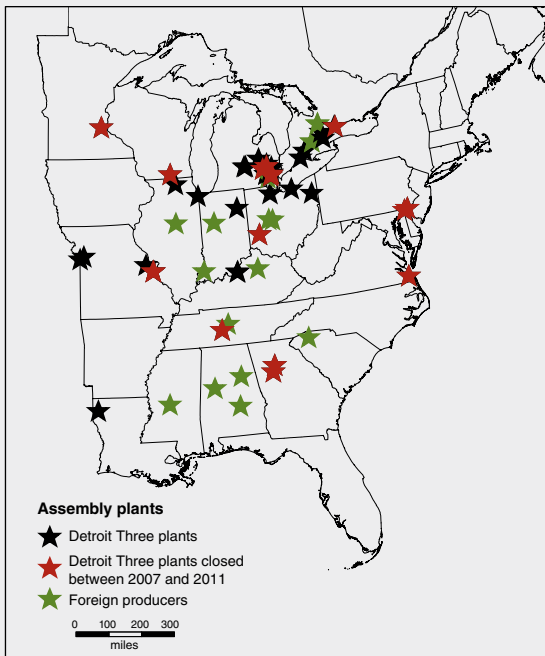 Assembly plants
Detroit Three plants
Detroit Three plants closed
between 2007 and 2011
Foreign producers
0 100 200 300
miles